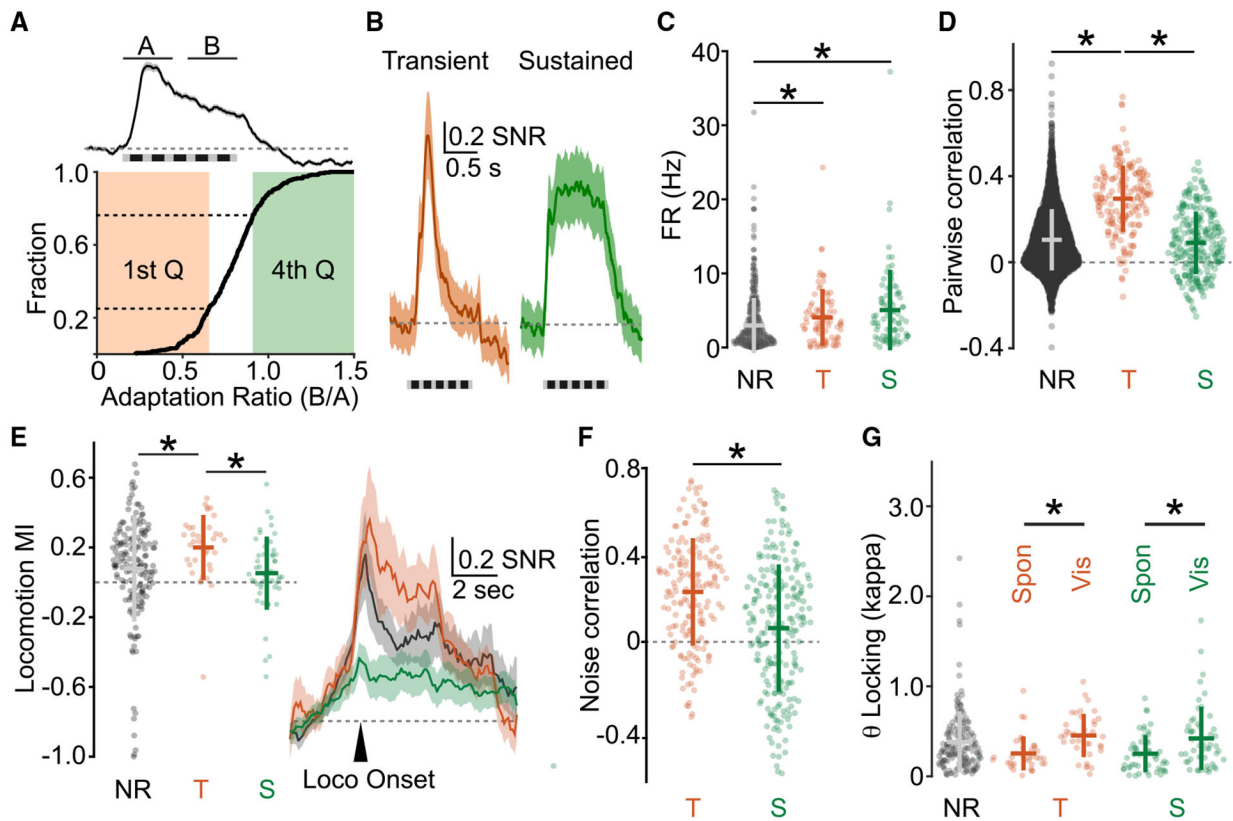 A
A
B
1.0
0.6
0.2
Fraction
1st Q
4th Q
0
0.5
1.0
1.5
Adaptation Ratio (B/A)
B
Transient
Sustained
0.2 SNR
0.5 s
C
FR (Hz)
40
30
20
10
0
*
*
NR
T
S
D
Pairwise correlation
0.8
0.4
0
-0.4
*
*
NR
T
S
E
Locomotion MI
0.6
0.2
-0.2
-0.6
-1.0
*
*
NR
T
S
0.2 SNR
2 sec
Loco Onset
F
Noise correlation
0.8
0.4
0
-0.4
*
T
S
G
θ Locking (kappa)
3.0
2.0
1.0
0
*
*
Spon
Vis
Spon
Vis
NR
T
S